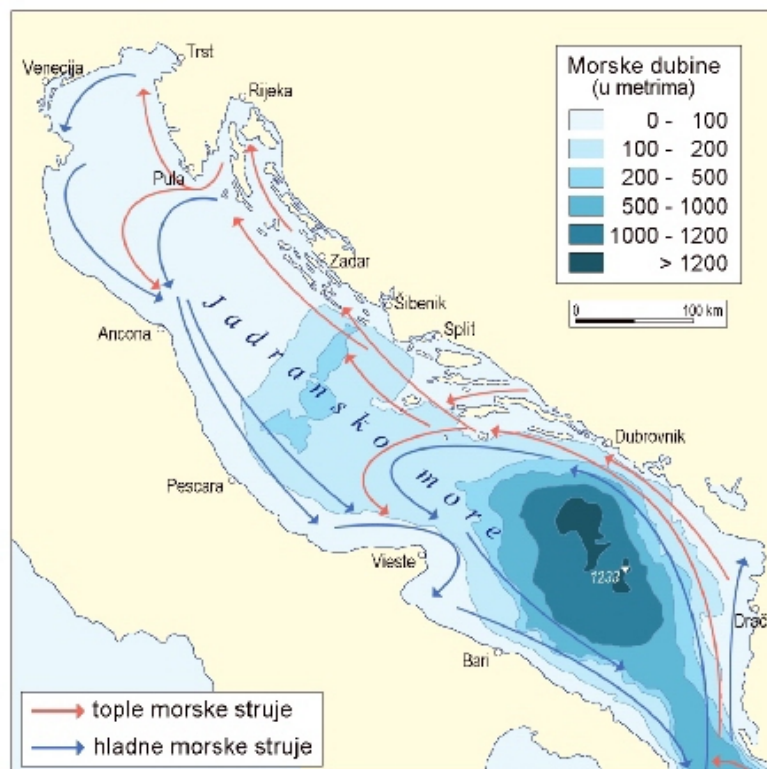 Venecija
Trst
Rijeka
Pula
Zadar
Šibenik
Split
Ancona
Jadransko more
Dubrovnik
Pescara
Vieste
1233
Drač
Bari
Morske dubine
(u metrima)
0 - 100
100 - 200
200 - 500
500 - 1000
1000 - 1200
> 1200
0 100 km
tople morske struje
hladne morske struje